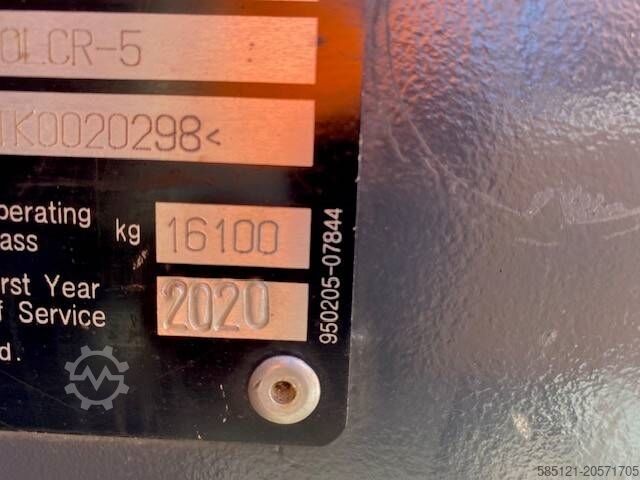 0LCR-5
TK0020298<
perating
ass
kg 16100
rst Year
f Service
2020
d.
950205-07844
585121-20571705